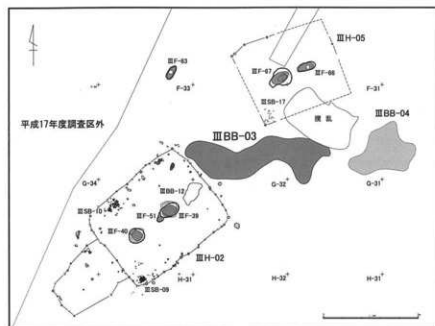 ⅢH-05
ⅢF-63
ⅢF-67
ⅢF-66
F-33
F-31
ⅢSB-17
平成17年度調査区外
撹乱
ⅢBB-04
ⅢBB-03
G-34
ⅢBB-12
G-32
G-31
ⅢSB-10
ⅢF-51
ⅢF-39
ⅢF-40
ⅢH-02
H-31
H-32
H-31
ⅢSB-09